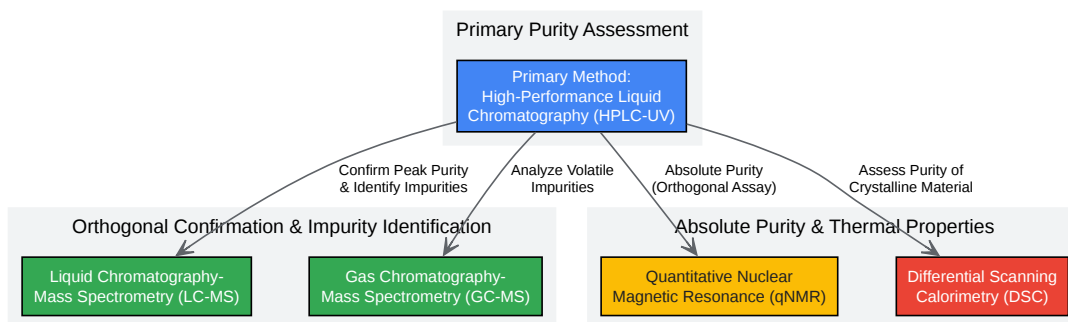 Primary Purity Assessment
Primary Method:
High-Performance Liquid
Chromatography (HPLC-UV)
Confirm Peak Purity
& Identify Impurities
Analyze Volatile
Impurities
Absolute Purity
(Orthogonal Assay)
Assess Purity of
Crystalline Material
Orthogonal Confirmation & Impurity Identification
Absolute Purity & Thermal Properties
Liquid Chromatography-
Mass Spectrometry (LC-MS)
Gas Chromatography-
Mass Spectrometry (GC-MS)
Quantitative Nuclear
Magnetic Resonance (qNMR)
Differential Scanning
Calorimetry (DSC)